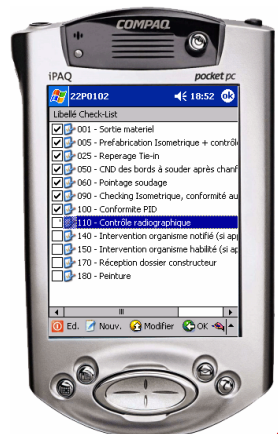 COMPAQ
iPAQ pocket pc
22P0102 18:52 ok
Libellé Check-List
001 - Sortie materiel
005 - Prefabrication Isometrique + contrôl
025 - Reperage Tie-in
050 - CND des bords à souder après chanf
060 - Pointage soudage
090 - Checking Isometrique, conformité au
100 - Conformite PID
110 - Contrôle radiographique
140 - Intervention organisme notifié (si ap
150 - Intervention organisme habilité (si ap
170 - Réception dossier constructeur
180 - Peinture
Ed. Nouv. Modifier OK